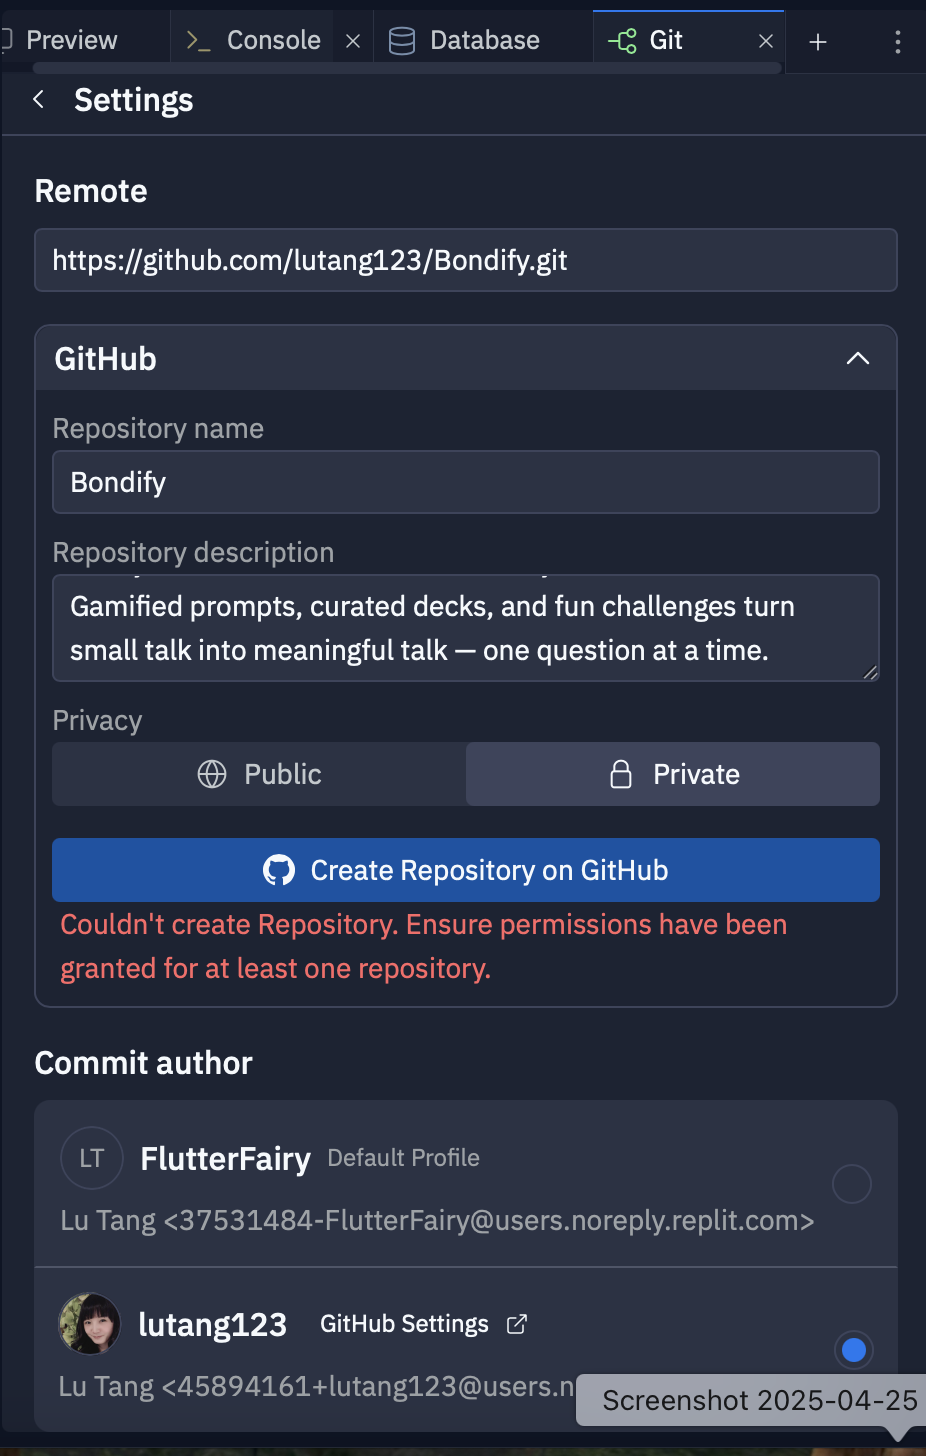 Preview
Console
Database
Git
Settings
Remote
https://github.com/lutang123/Bondify.git
GitHub
Repository name
Bondify
Repository description
Gamified prompts, curated decks, and fun challenges turn
small talk into meaningful talk — one question at a time.
Privacy
Public
Private
Create Repository on GitHub
Couldn't create Repository. Ensure permissions have been
granted for at least one repository.
Commit author
LT
FlutterFairy Default Profile
Lu Tang <37531484-FlutterFairy@users.noreply.replit.com>
lutang123 GitHub Settings
Lu Tang <45894161+lutang123@users.n
Screenshot 2025-04-25